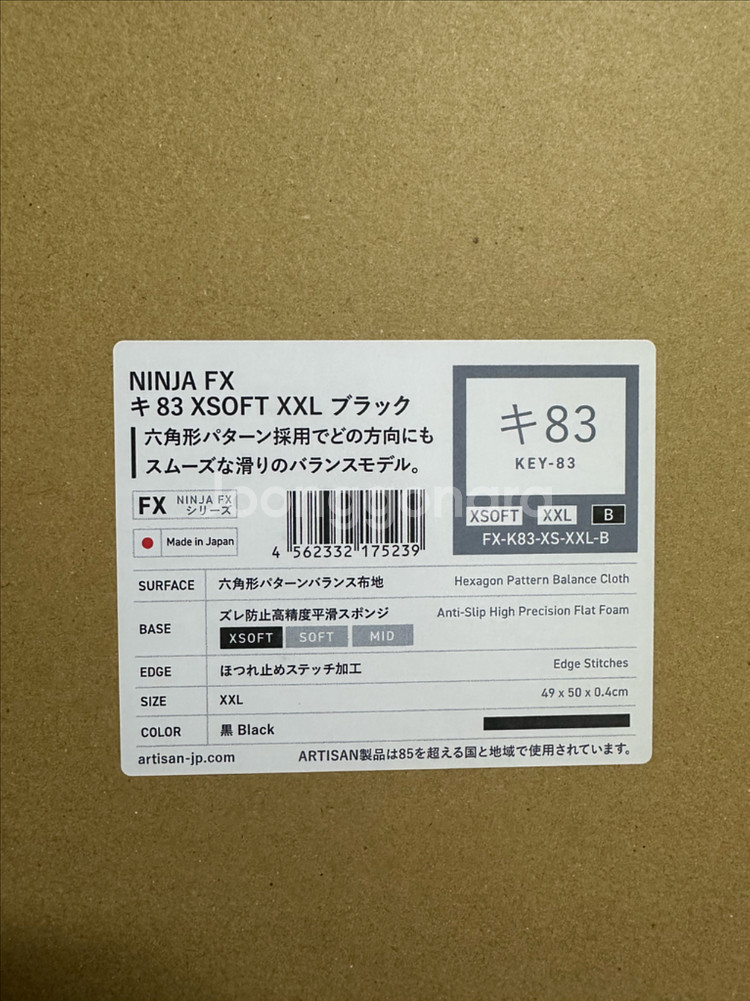 NINJA FX
キ 83 XSOFT XXL ブラック
六角形パターン採用でどの方向にも
スムーズな滑りのバランスモデル。
キ83
KEY-83
XSOFT XXL B
FX-K83-XS-XXL-B
FX NINJA FX
シリーズ
Made in Japan
4 562332 175239
joonggonara
SURFACE 六角形パターンバランス布地 Hexagon Pattern Balance Cloth
BASE ズレ防止高精度平滑スポンジ Anti-Slip High Precision Flat Foam
XSOFT SOFT MID
EDGE ほつれ止めステッチ加工 Edge Stitches
SIZE XXL 49 x 50 x 0.4cm
COLOR 黒 Black
artisan-jp.com ARTISAN製品は85を超える国と地域で使用されています。